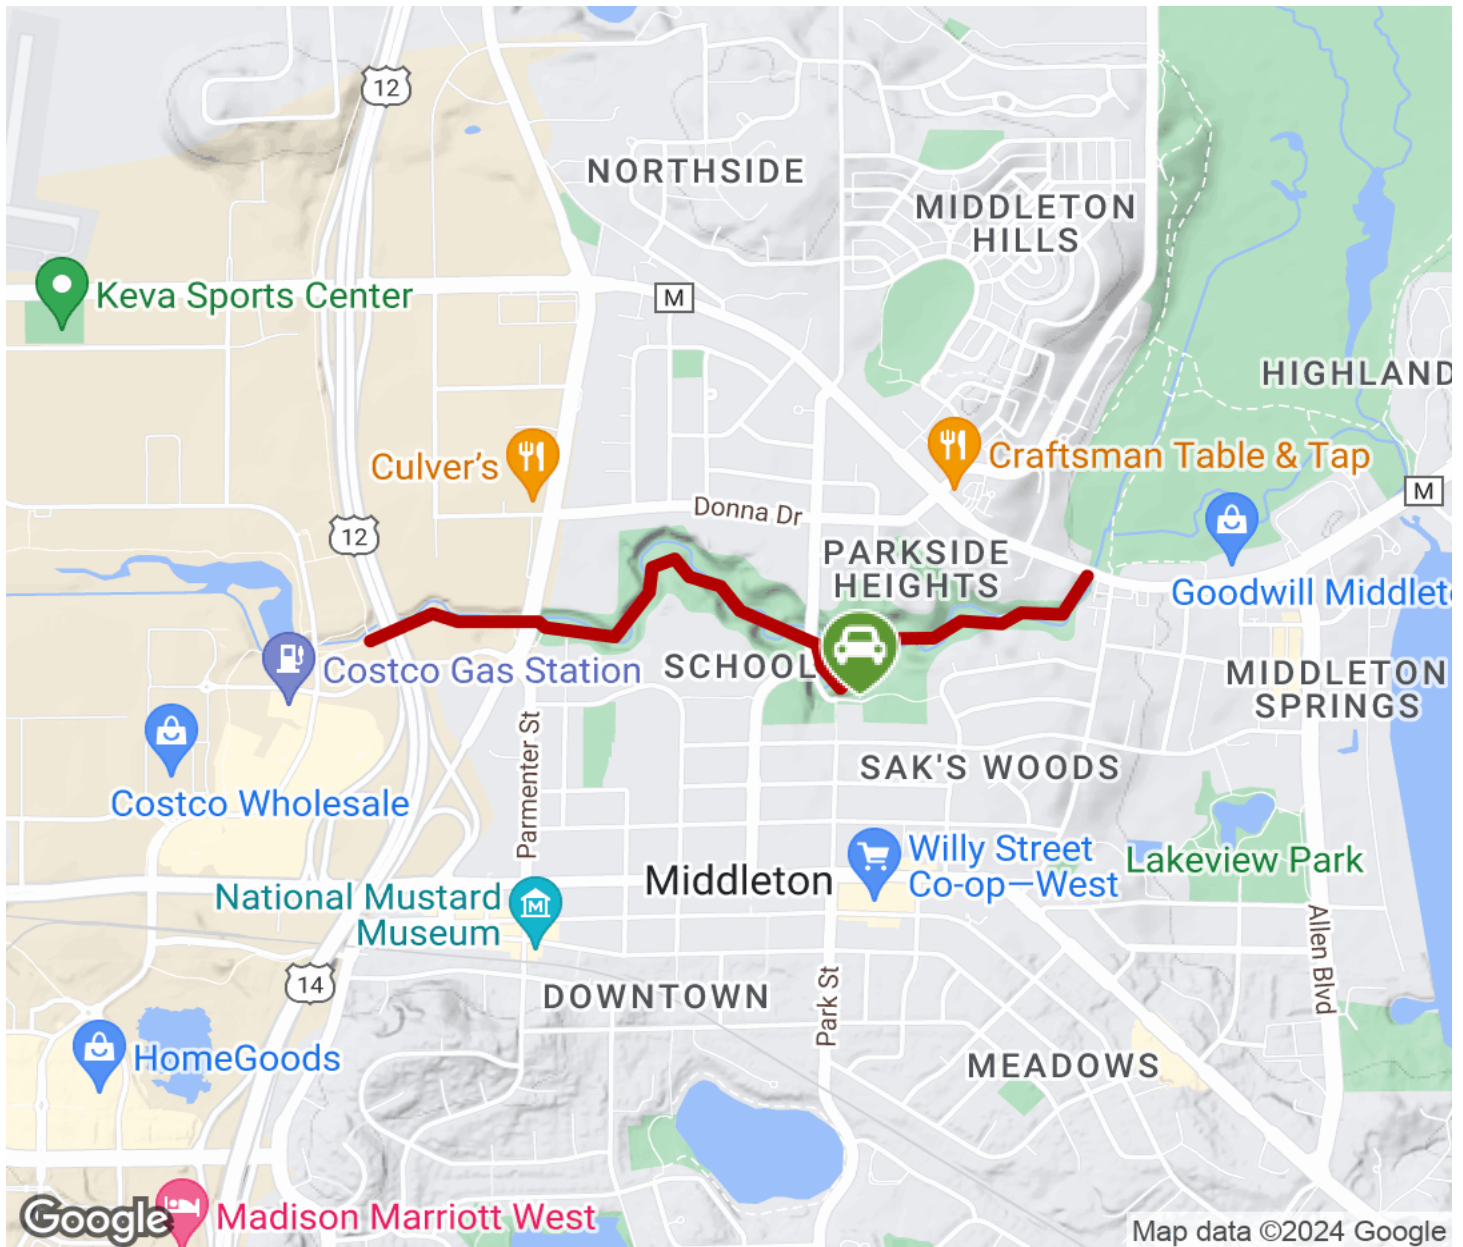 12
NORTHSIDE
MIDDLETON
HILLS
Keva Sports Center
M
HIGHLAND
Culver's
Craftsman Table & Tap
M
Donna Dr
12
PARKSIDE
HEIGHTS
Goodwill Middlet
Costco Gas Station
SCHOOL
MIDDLETON
SPRINGS
Parmenter St
SAK'S WOODS
Costco Wholesale
Willy Street
Co-op—West
Lakeview Park
Middleton
National Mustard
Museum
Allen Blvd
14
DOWNTOWN
Park St
HomeGoods
MEADOWS
Madison Marriott West
Google
Map data ©2024 Google